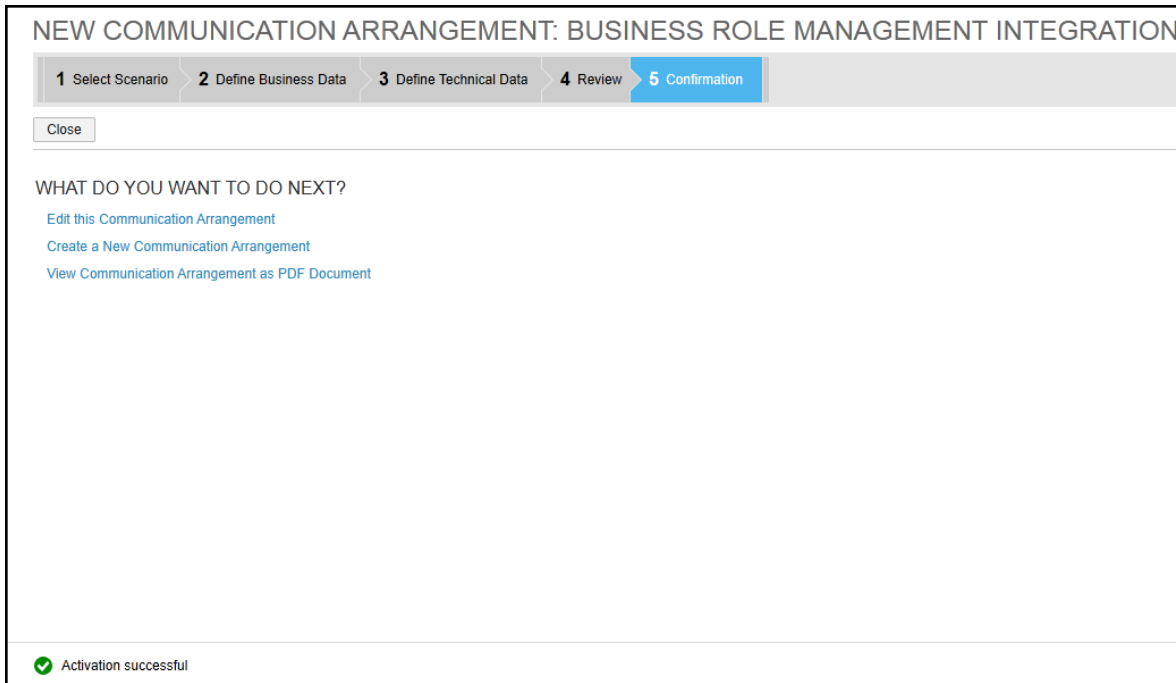 NEW COMMUNICATION ARRANGEMENT: BUSINESS ROLE MANAGEMENT INTEGRATION
1 Select Scenario 2 Define Business Data 3 Define Technical Data 4 Review 5 Confirmation
Close
WHAT DO YOU WANT TO DO NEXT?
Edit this Communication Arrangement
Create a New Communication Arrangement
View Communication Arrangement as PDF Document
Activation successful